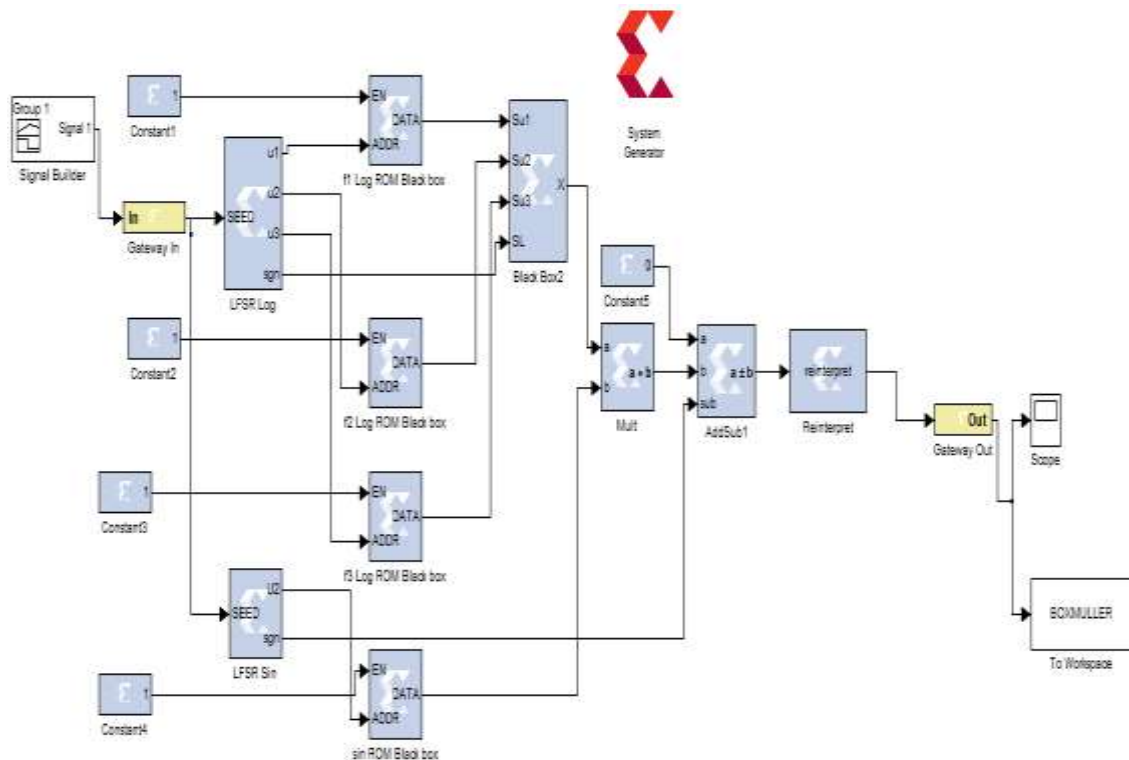 Group 1
Signal 1
Signal Builder
1
Constant1
EN
DATA
ADDR
f1 Log ROM Black box
System
Generator
In
Gateway In
SEED
u1
u2
u3
sgn
LFSR Log
Su1
Su2
Su3
SL
X
Black Box2
1
Constant2
EN
DATA
ADDR
f2 Log ROM Black box
0
Constant5
a
b
a * b
Mult
a
b
sub
a ± b
AddSub1
reinterpret
Reinterpret
Out
Gateway Out
Scope
1
Constant3
EN
DATA
ADDR
f3 Log ROM Black box
SEED
U2
sgn
LFSR Sin
BOXMULLER
To Workspace
1
Constant4
EN
DATA
ADDR
sin ROM Black box